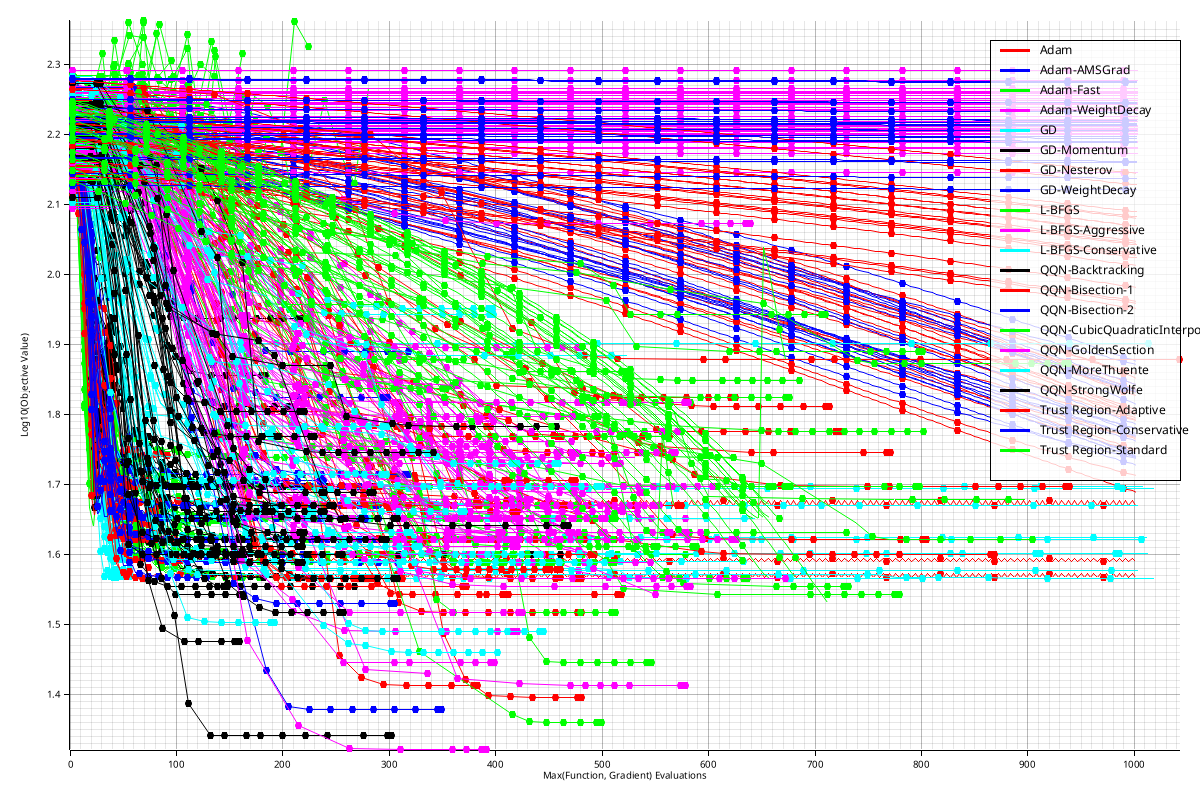 Log10(Objective Value)
2.3
2.2
2.1
2.0
1.9
1.8
1.7
1.6
1.5
1.4
0
100
200
300
400
500
600
700
800
900
1000
Max(Function, Gradient) Evaluations
Adam
Adam-AMSGrad
Adam-Fast
Adam-WeightDecay
GD
GD-Momentum
GD-Nesterov
GD-WeightDecay
L-BFGS
L-BFGS-Aggressive
L-BFGS-Conservative
QQN-Backtracking
QQN-Bisection-1
QQN-Bisection-2
QQN-CubicQuadraticInterpo
QQN-GoldenSection
QQN-MoreThuente
QQN-StrongWolfe
Trust Region-Adaptive
Trust Region-Conservative
Trust Region-Standard